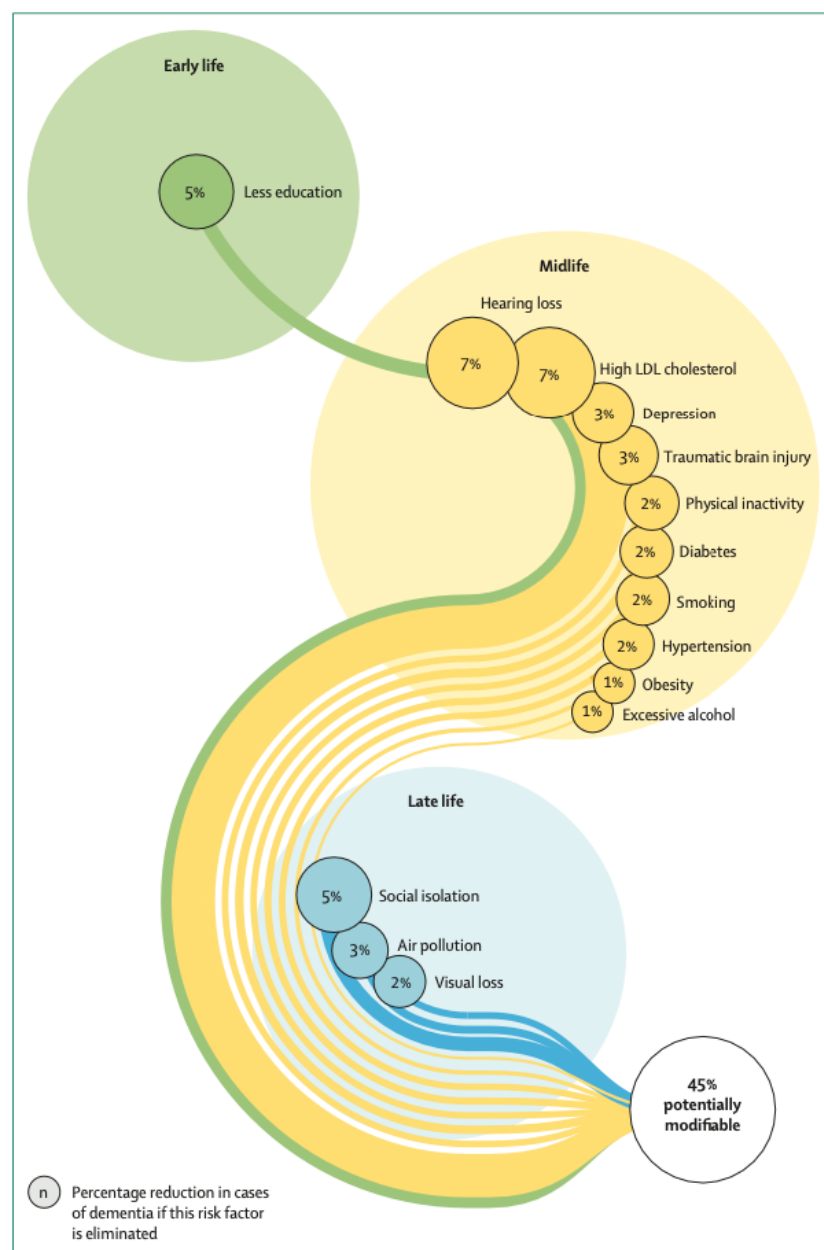 Early life
5%
Less education
Midlife
Hearing loss
7%
7%
High LDL cholesterol
3%
Depression
3%
Traumatic brain injury
2%
Physical inactivity
2%
Diabetes
2%
Smoking
2%
Hypertension
1%
Obesity
1%
Excessive alcohol
Late life
5%
Social isolation
3%
Air pollution
2%
Visual loss
45%
potentially
modifiable
n
Percentage reduction in cases
of dementia if this risk factor
is eliminated